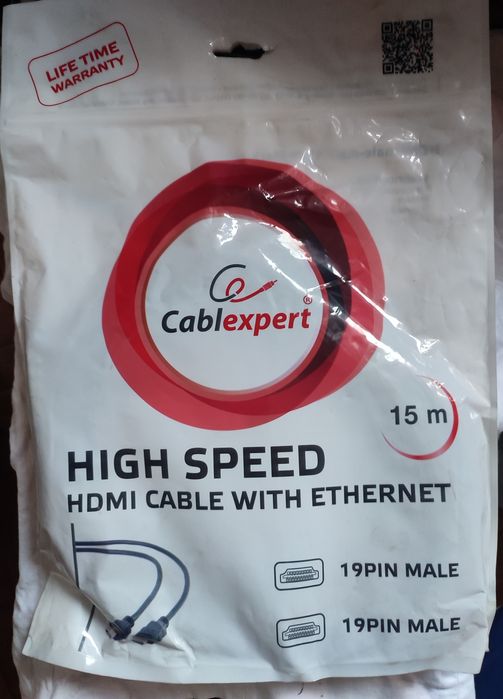 LIFE TIME
WARRANTY
Cablexpert®
15 m
HIGH SPEED
HDMI CABLE WITH ETHERNET
19PIN MALE
19PIN MALE